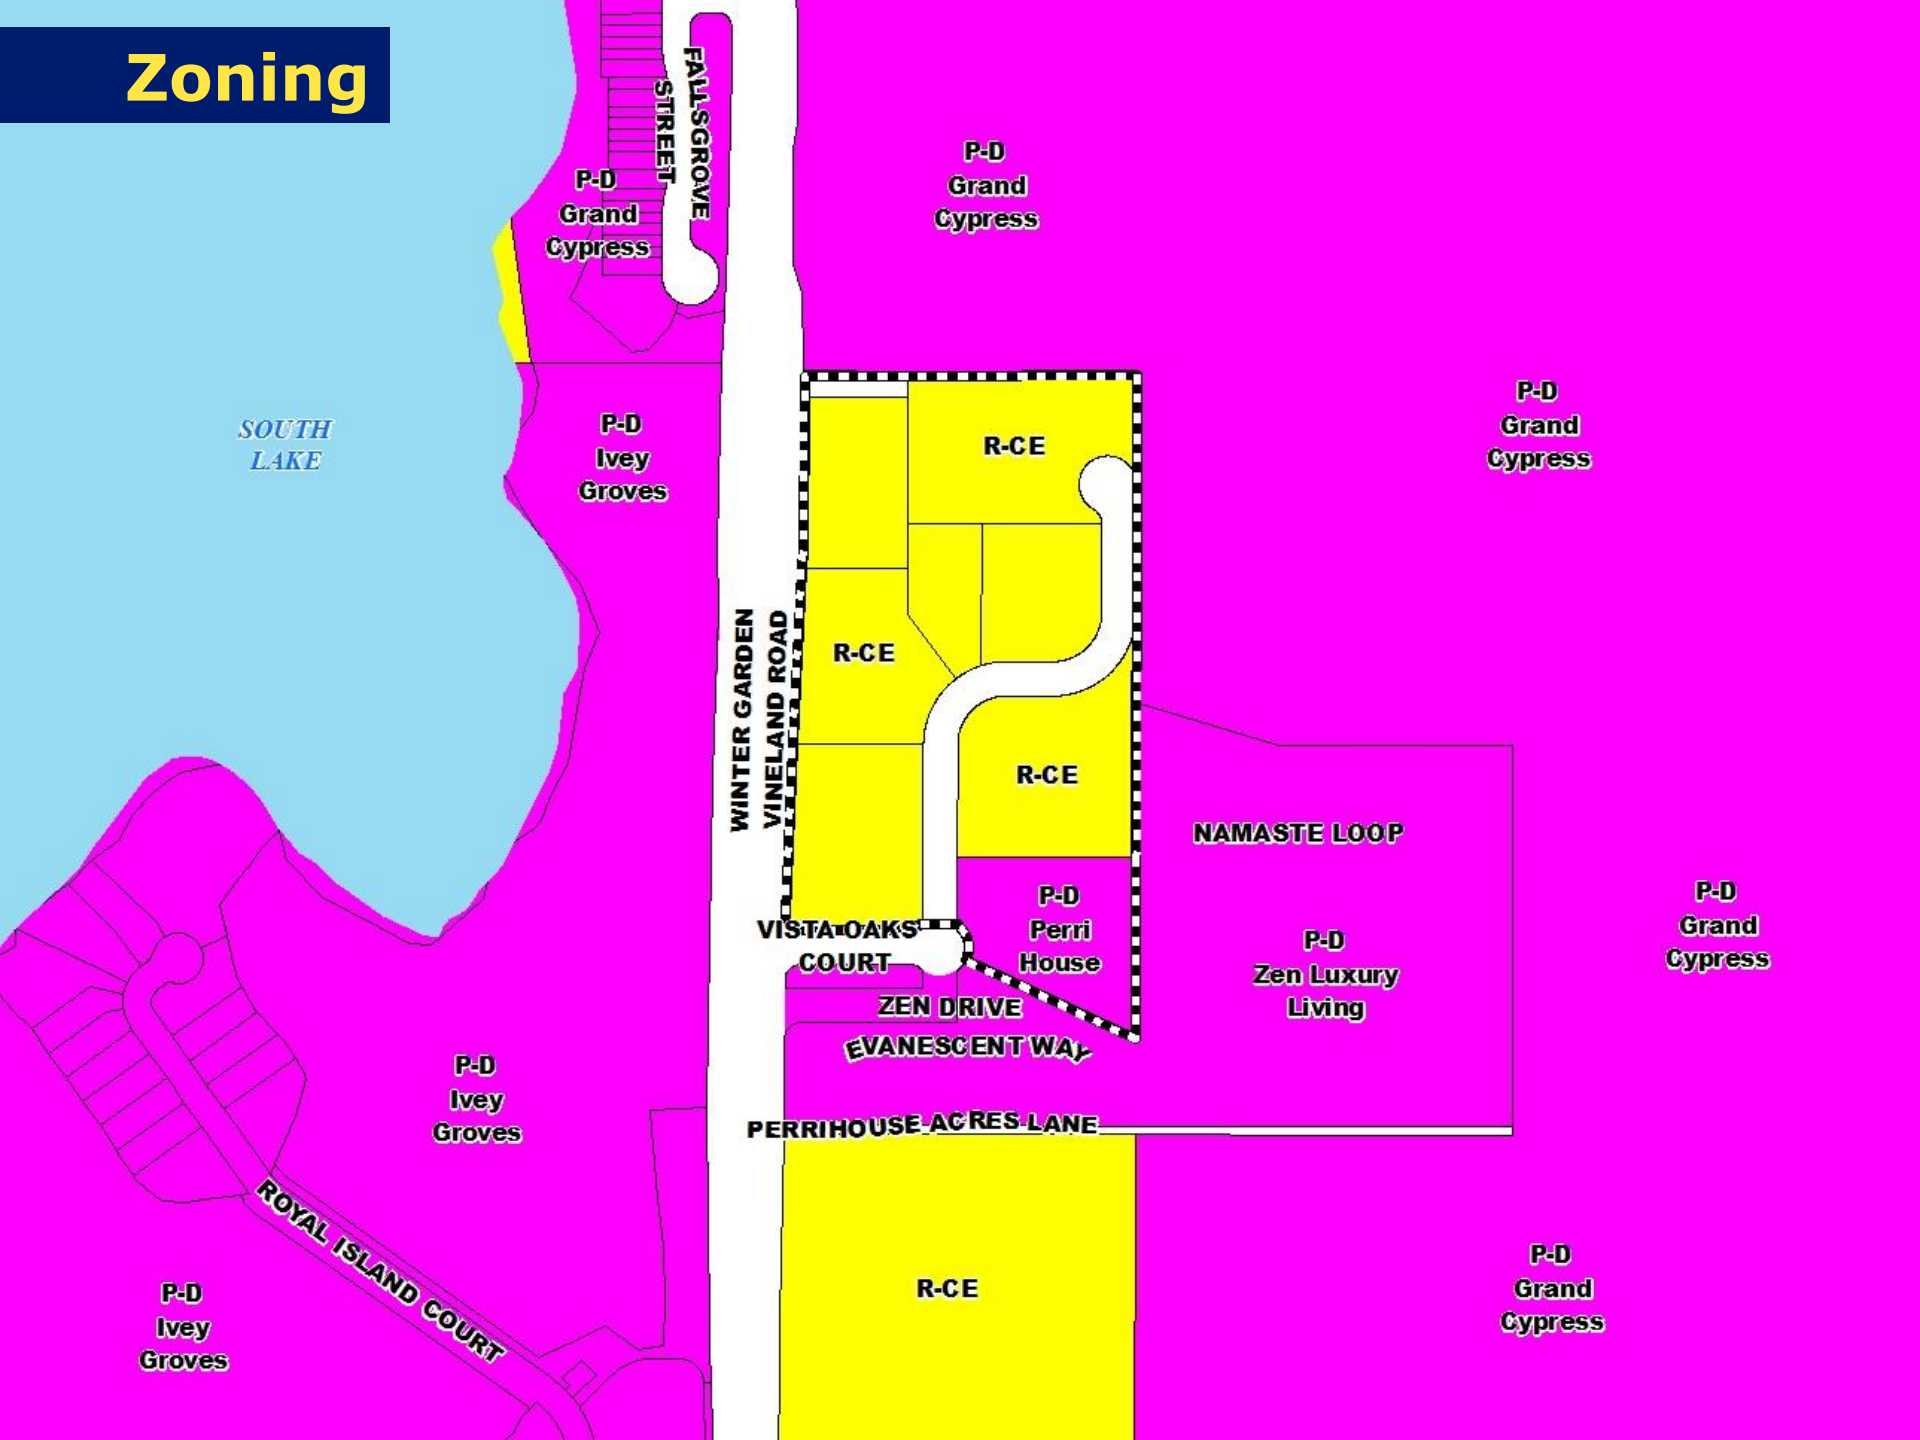 Zoning
FALLSGROVE
STREET
P-D
Grand
Cypress
P-D
Grand
Cypress
SOUTH
LAKE
P-D
Ivey
Groves
R-CE
P-D
Grand
Cypress
WINTER GARDEN
VINELAND ROAD
R-CE
R-CE
NAMASTE LOOP
P-D
Perri
House
P-D
Grand
Cypress
VISTA OAKS
COURT
P-D
Zen Luxury
Living
ZEN DRIVE
EVANESCENT WAY
P-D
Ivey
Groves
PERRIHOUSE ACRES LANE
ROYAL ISLAND COURT
R-CE
P-D
Grand
Cypress
P-D
Ivey
Groves